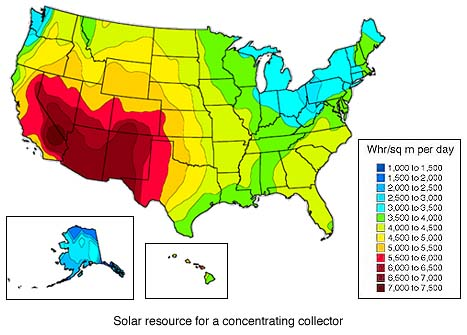 Whr/sq m per day
1,000 to 1,500
1,500 to 2,000
2,000 to 2,500
2,500 to 3,000
3,000 to 3,500
3,500 to 4,000
4,000 to 4,500
4,500 to 5,000
5,000 to 5,500
5,500 to 6,000
6,000 to 6,500
6,500 to 7,000
7,000 to 7,500
Solar resource for a concentrating collector